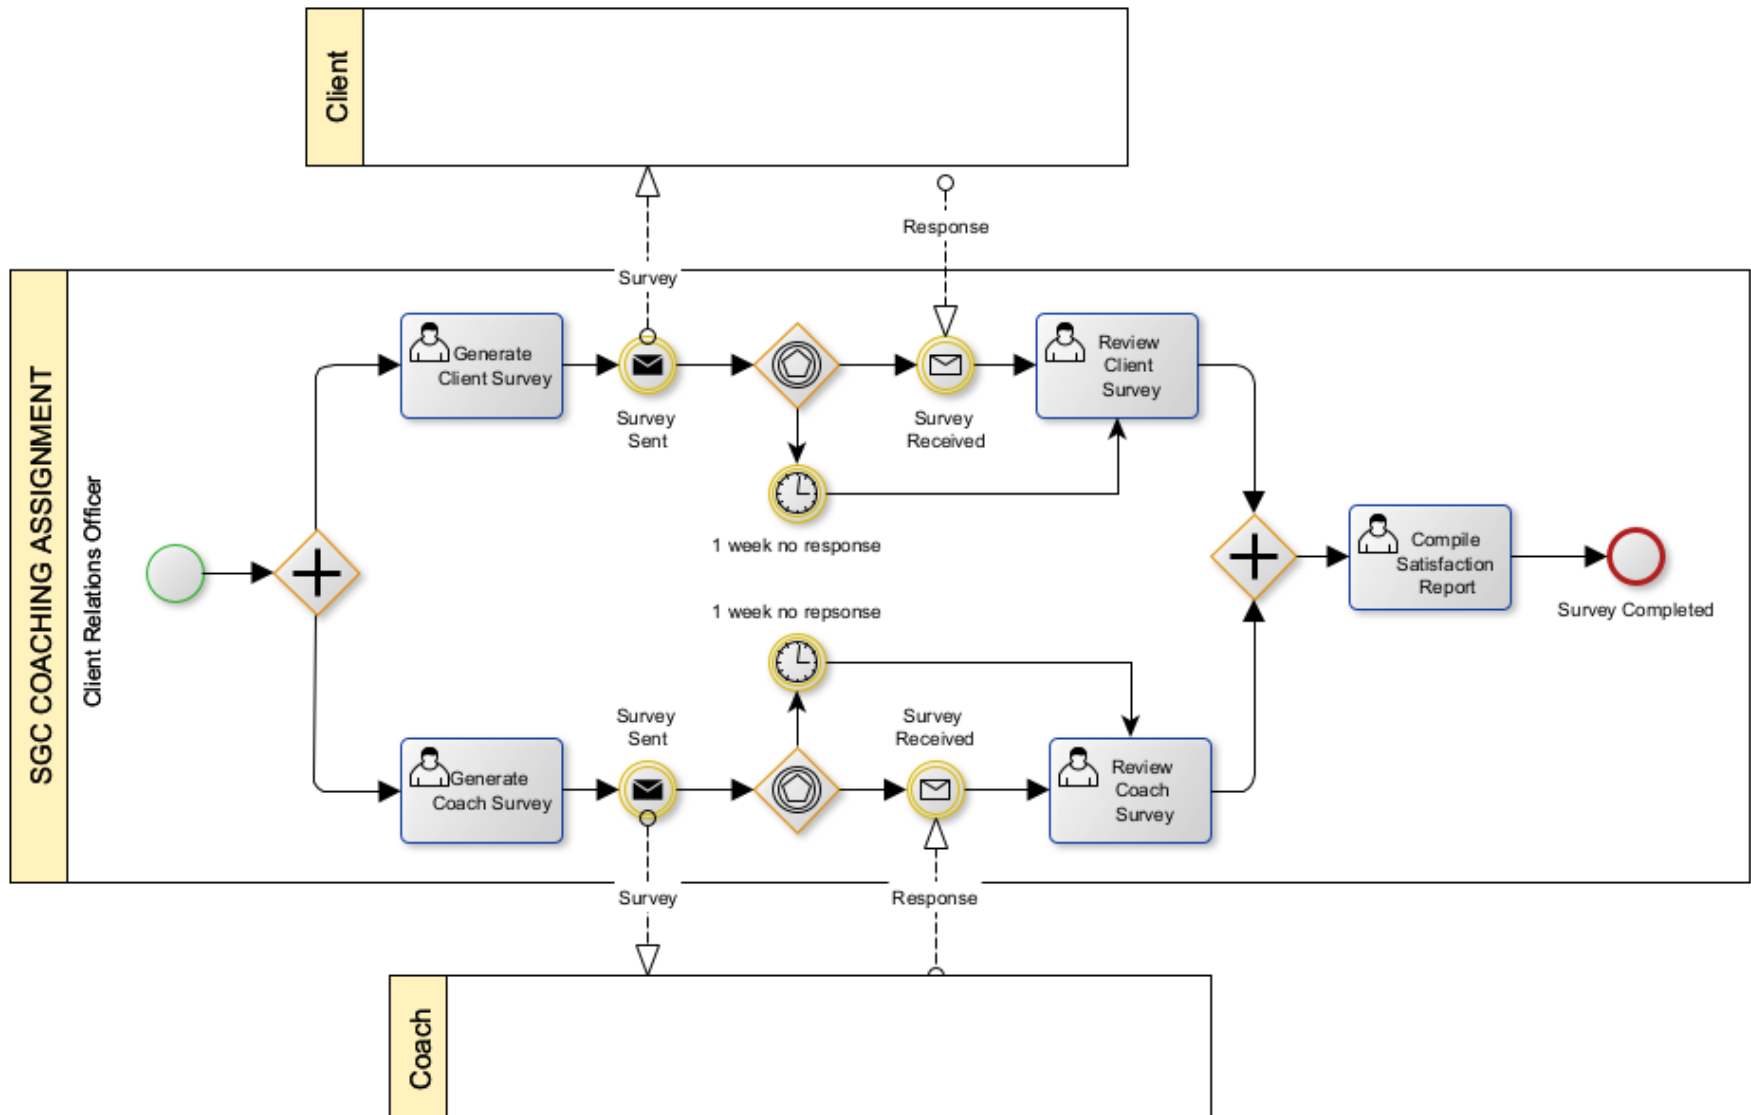 Client
Response
Survey
SGC COACHING ASSIGNMENT
Client Relations Officer
Generate
Client Survey
Survey
Sent
Survey
Received
Review
Client
Survey
1 week no response
Compile
Satisfaction
Report
Survey Completed
1 week no repsonse
Survey
Sent
Survey
Received
Generate
Coach Survey
Review
Coach
Survey
Survey
Response
Coach